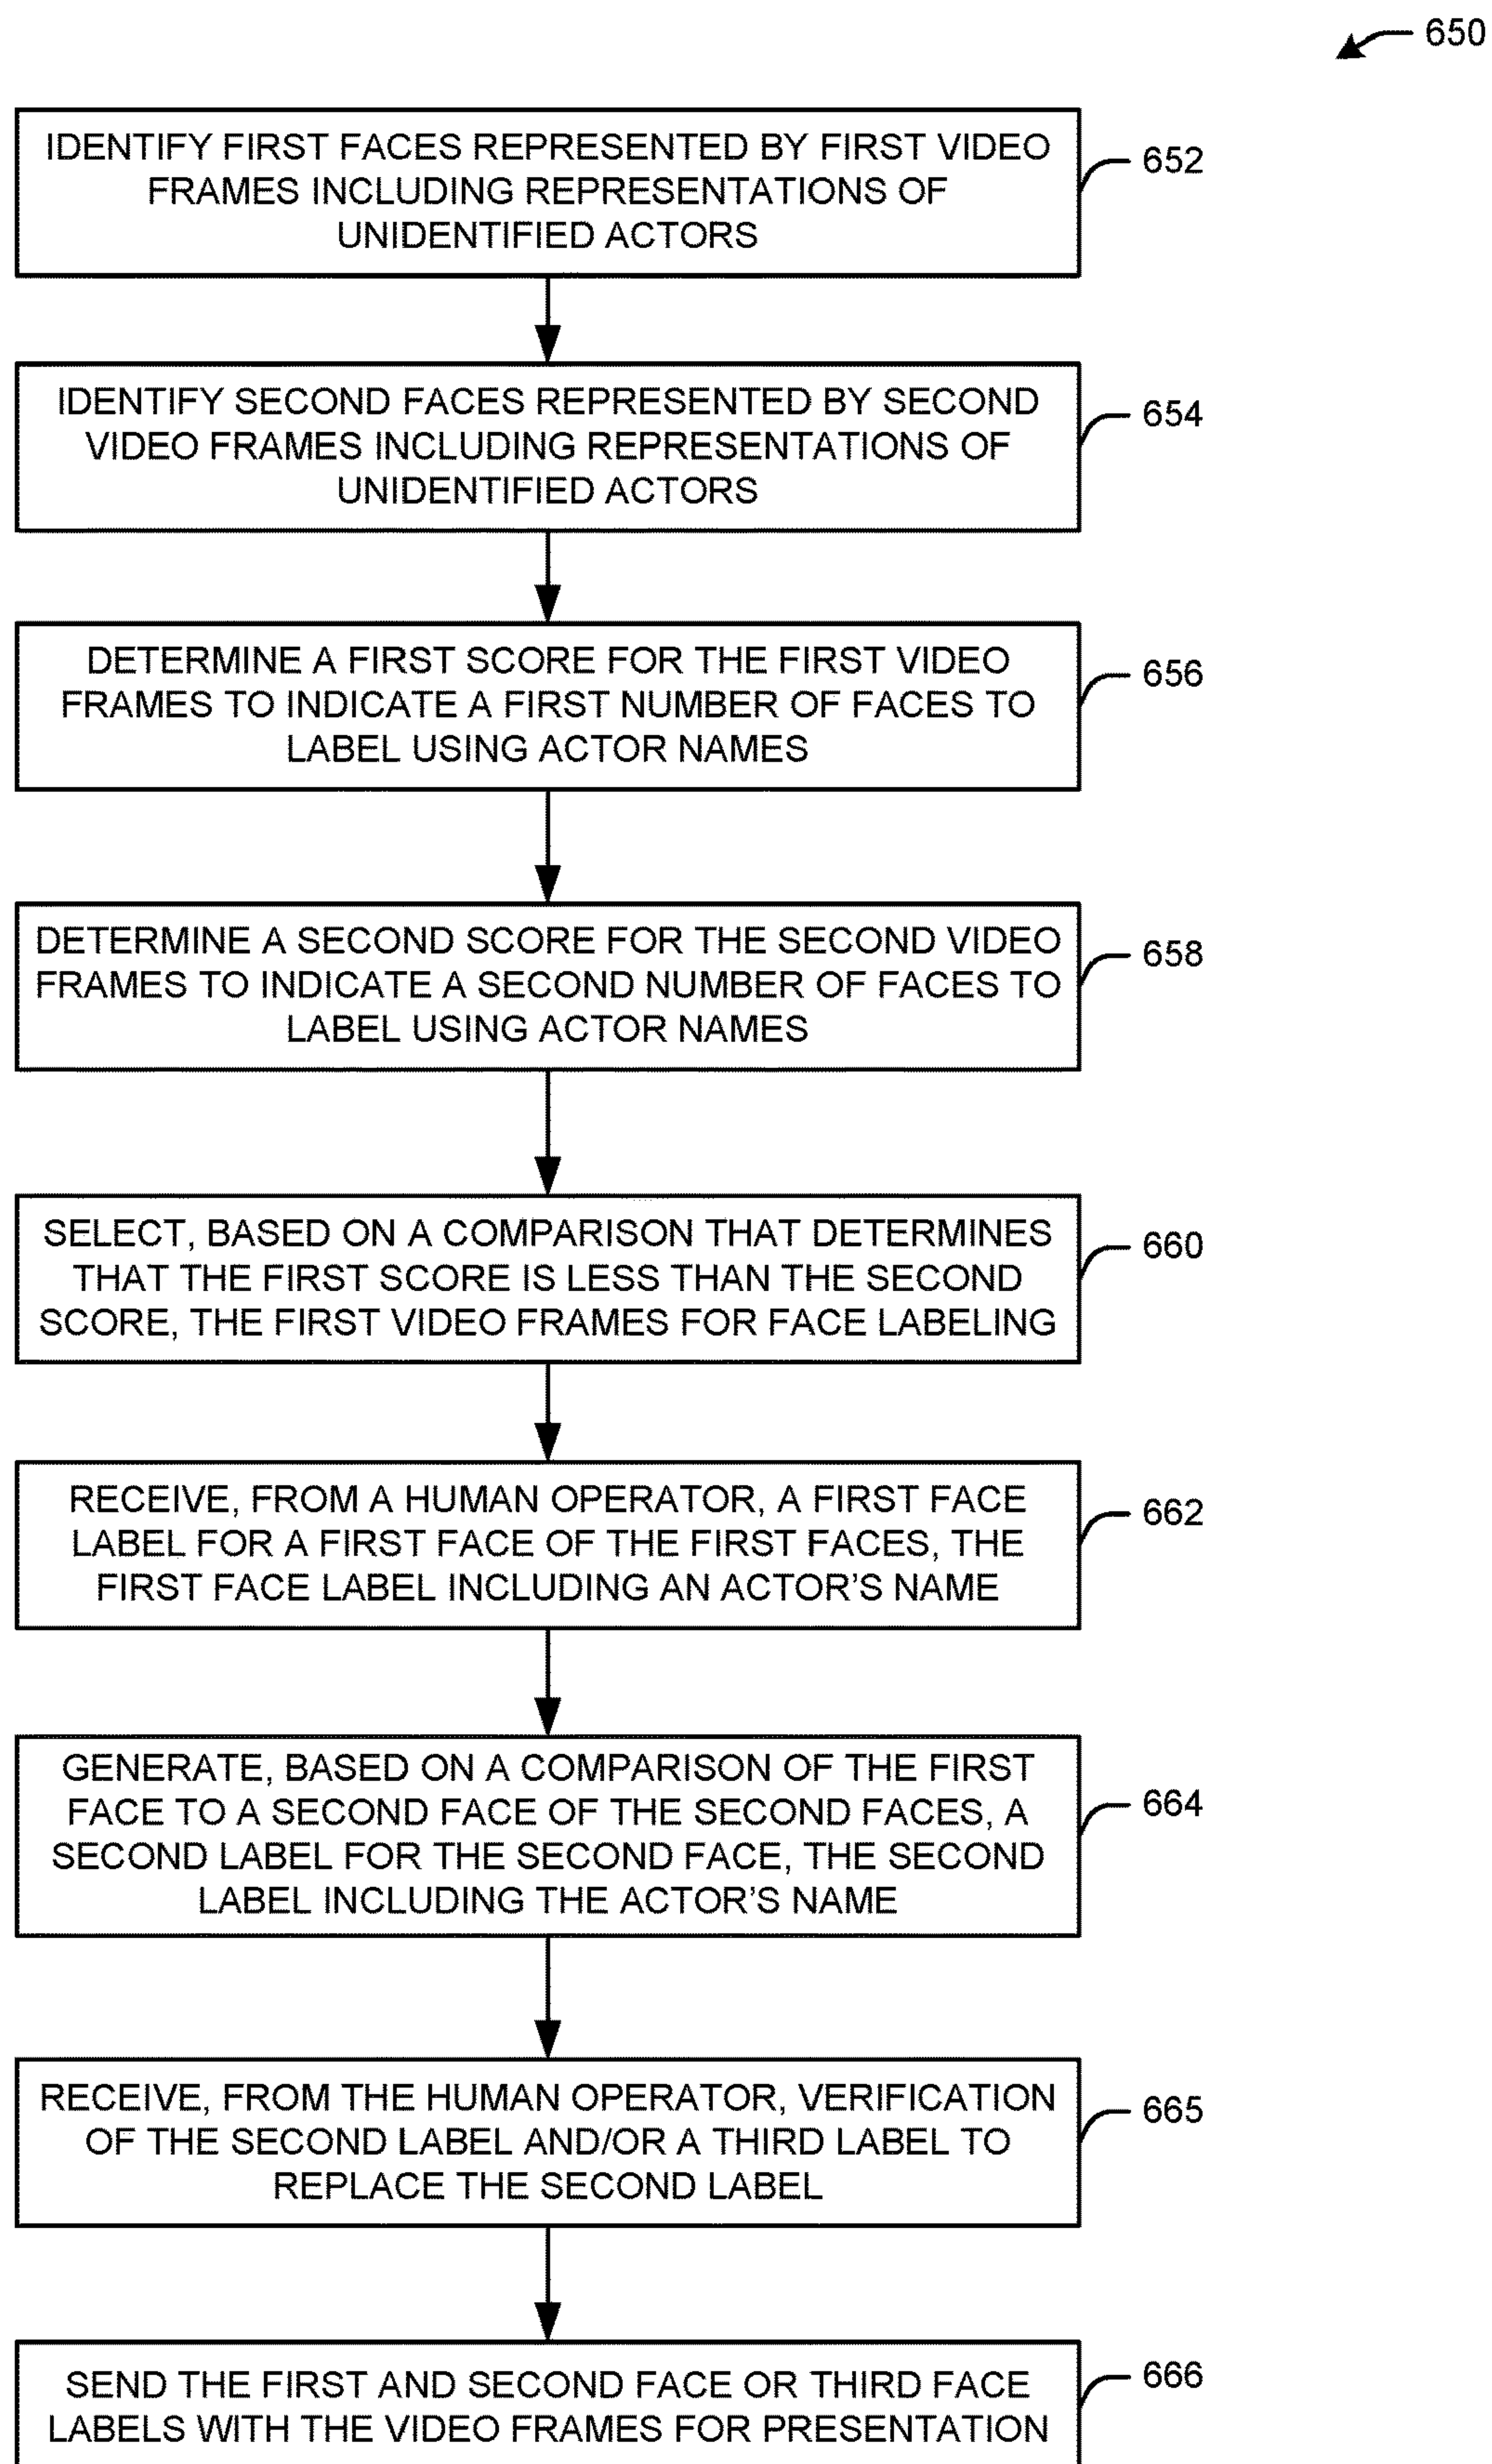 650
IDENTIFY FIRST FACES REPRESENTED BY FIRST VIDEO
FRAMES INCLUDING REPRESENTATIONS OF
UNIDENTIFIED ACTORS
652
IDENTIFY SECOND FACES REPRESENTED BY SECOND
VIDEO FRAMES INCLUDING REPRESENTATIONS OF
UNIDENTIFIED ACTORS
654
DETERMINE A FIRST SCORE FOR THE FIRST VIDEO
FRAMES TO INDICATE A FIRST NUMBER OF FACES TO
LABEL USING ACTOR NAMES
656
DETERMINE A SECOND SCORE FOR THE SECOND VIDEO
FRAMES TO INDICATE A SECOND NUMBER OF FACES TO
LABEL USING ACTOR NAMES
658
SELECT, BASED ON A COMPARISON THAT DETERMINES
THAT THE FIRST SCORE IS LESS THAN THE SECOND
SCORE, THE FIRST VIDEO FRAMES FOR FACE LABELING
660
RECEIVE, FROM A HUMAN OPERATOR, A FIRST FACE
LABEL FOR A FIRST FACE OF THE FIRST FACES, THE
FIRST FACE LABEL INCLUDING AN ACTOR'S NAME
662
GENERATE, BASED ON A COMPARISON OF THE FIRST
FACE TO A SECOND FACE OF THE SECOND FACES, A
SECOND LABEL FOR THE SECOND FACE, THE SECOND
LABEL INCLUDING THE ACTOR'S NAME
664
RECEIVE, FROM THE HUMAN OPERATOR, VERIFICATION
OF THE SECOND LABEL AND/OR A THIRD LABEL TO
REPLACE THE SECOND LABEL
665
SEND THE FIRST AND SECOND FACE OR THIRD FACE
LABELS WITH THE VIDEO FRAMES FOR PRESENTATION
666